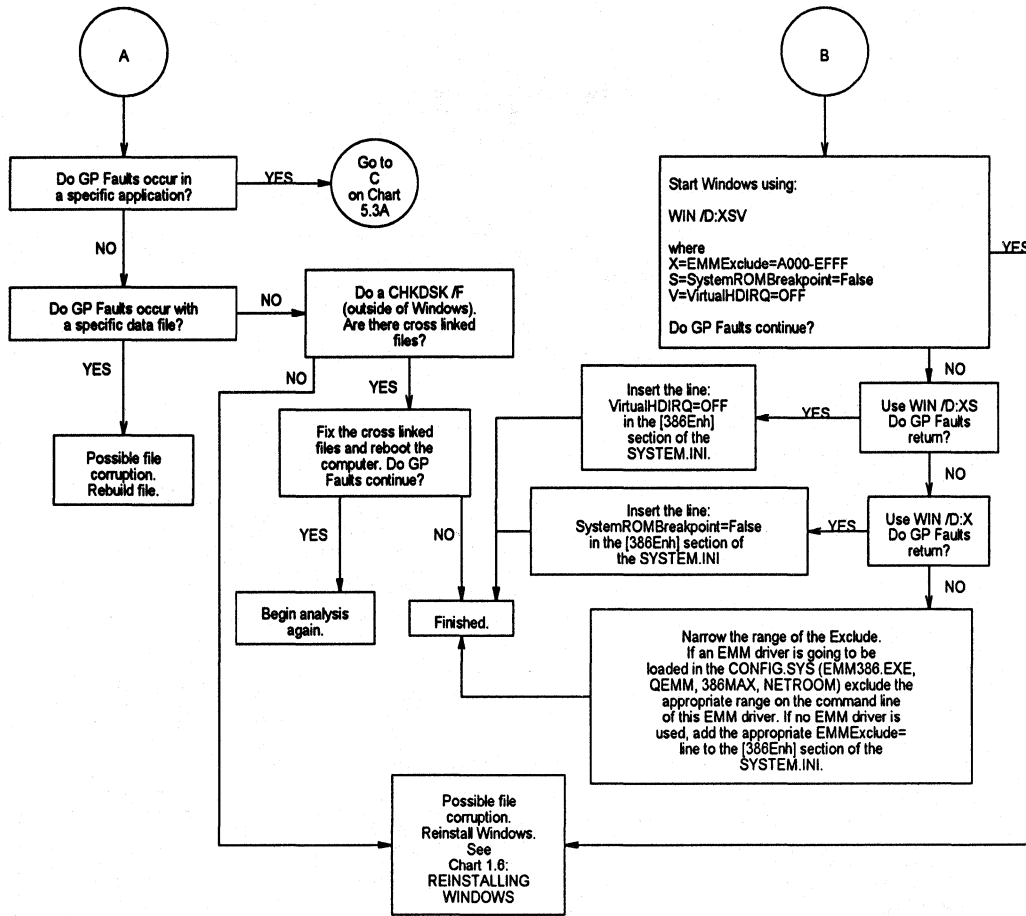 A
Do GP Faults occur in
a specific application?
YES
Go to
C
on Chart
5.3A
NO
Do GP Faults occur with
a specific data file?
NO
Do a CHKDSK /F
(outside of Windows).
Are there cross linked
files?
YES
Possible file
corruption.
Rebuild file.
NO
YES
Fix the cross linked
files and reboot the
computer. Do GP
Faults continue?
YES
NO
Begin analysis
again.
Finished.
B
Start Windows using:
WIN /D:XSV
where
X=EMMExclude=A000-EFFF
S=SystemROMBreakpoint=False
V=VirtualHDIRQ=OFF
Do GP Faults continue?
YES
NO
Use WIN /D:XS
Do GP Faults
return?
YES
Insert the line:
VirtualHDIRQ=OFF
in the [386Enh]
section of the
SYSTEM.INI.
NO
Use WIN /D:X
Do GP Faults
return?
YES
Insert the line:
SystemROMBreakpoint=False
in the [386Enh] section of
the SYSTEM.INI
NO
Narrow the range of the Exclude.
If an EMM driver is going to be
loaded in the CONFIG.SYS (EMM386.EXE,
QEMM, 386MAX, NETROOM) exclude the
appropriate range on the command line
of this EMM driver. If no EMM driver is
used, add the appropriate EMMExclude=
line to the [386Enh] section of the
SYSTEM.INI.
Possible file
corruption.
Reinstall Windows.
See
Chart 1.6:
REINSTALLING
WINDOWS